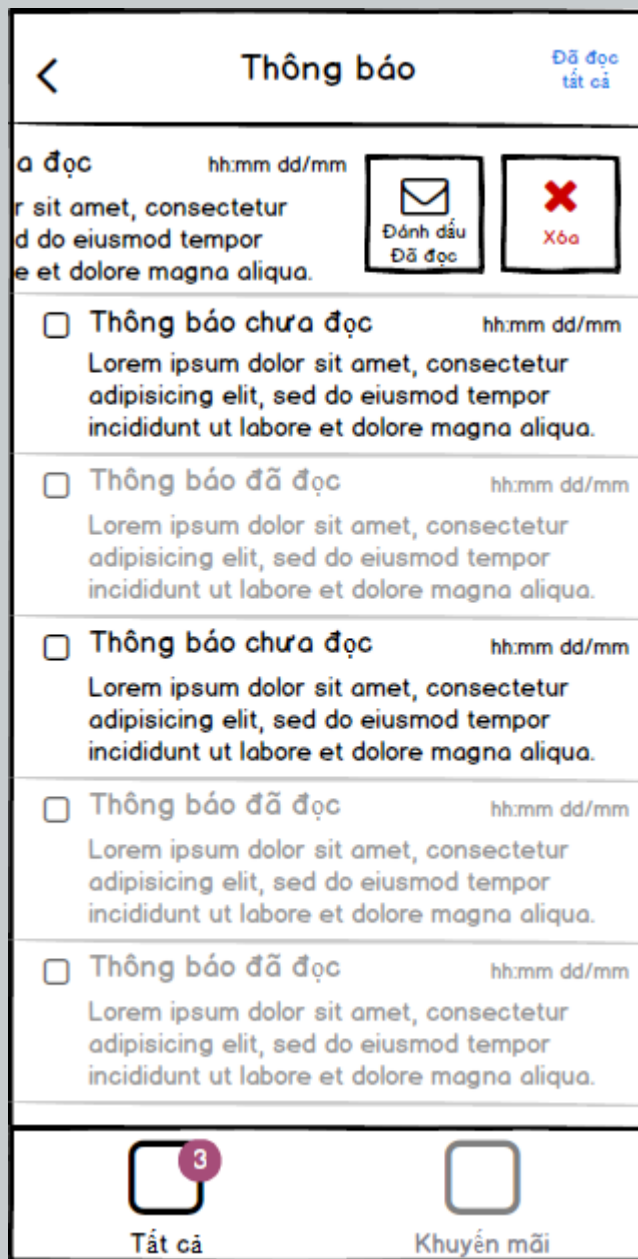 Thông báo
Đã đọc
tất cả
a đọc hh:mm dd/mm
r sit amet, consectetur
d do eiusmod tempor
e et dolore magna aliqua.
Đánh dấu
Đã đọc
Xóa
Thông báo chưa đọc hh:mm dd/mm
Lorem ipsum dolor sit amet, consectetur
adipisicing elit, sed do eiusmod tempor
incididunt ut labore et dolore magna aliqua.
Thông báo đã đọc hh:mm dd/mm
Lorem ipsum dolor sit amet, consectetur
adipisicing elit, sed do eiusmod tempor
incididunt ut labore et dolore magna aliqua.
Thông báo chưa đọc hh:mm dd/mm
Lorem ipsum dolor sit amet, consectetur
adipisicing elit, sed do eiusmod tempor
incididunt ut labore et dolore magna aliqua.
Thông báo đã đọc hh:mm dd/mm
Lorem ipsum dolor sit amet, consectetur
adipisicing elit, sed do eiusmod tempor
incididunt ut labore et dolore magna aliqua.
Thông báo đã đọc hh:mm dd/mm
Lorem ipsum dolor sit amet, consectetur
adipisicing elit, sed do eiusmod tempor
incididunt ut labore et dolore magna aliqua.
3
Tất cả
Khuyến mãi